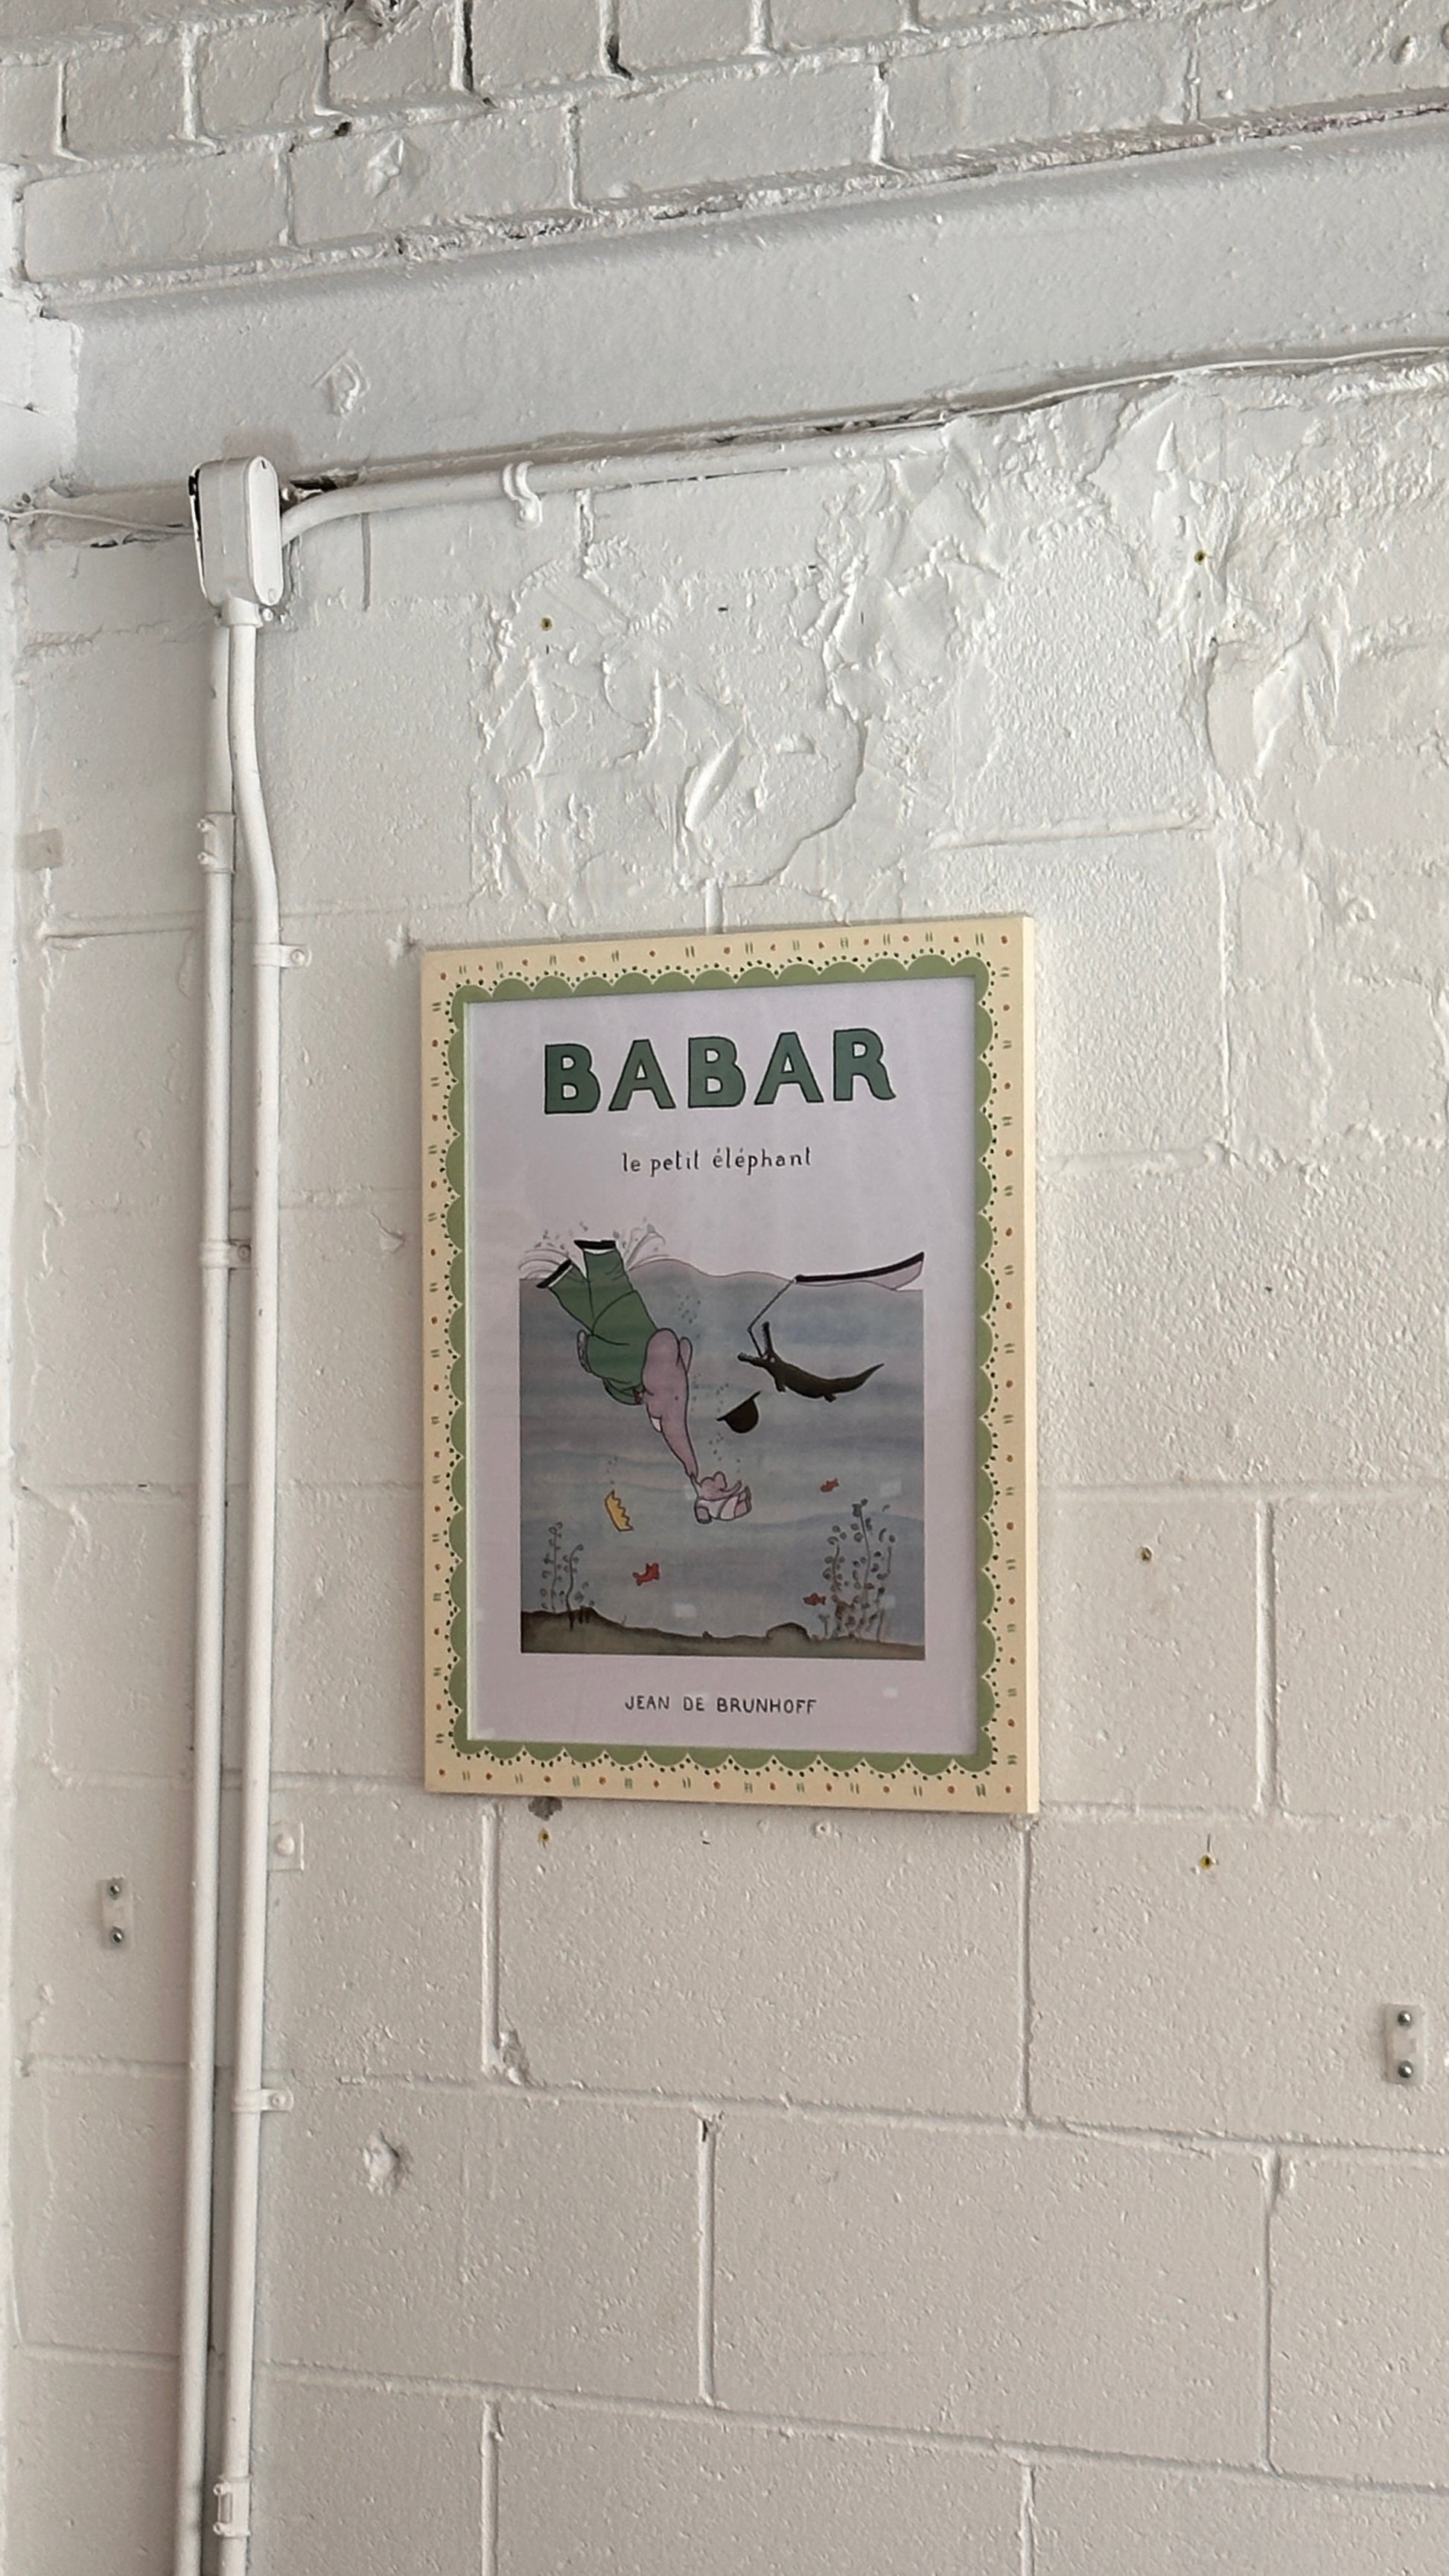 BABAR
le petit éléphant
JEAN DE BRUNHOFF